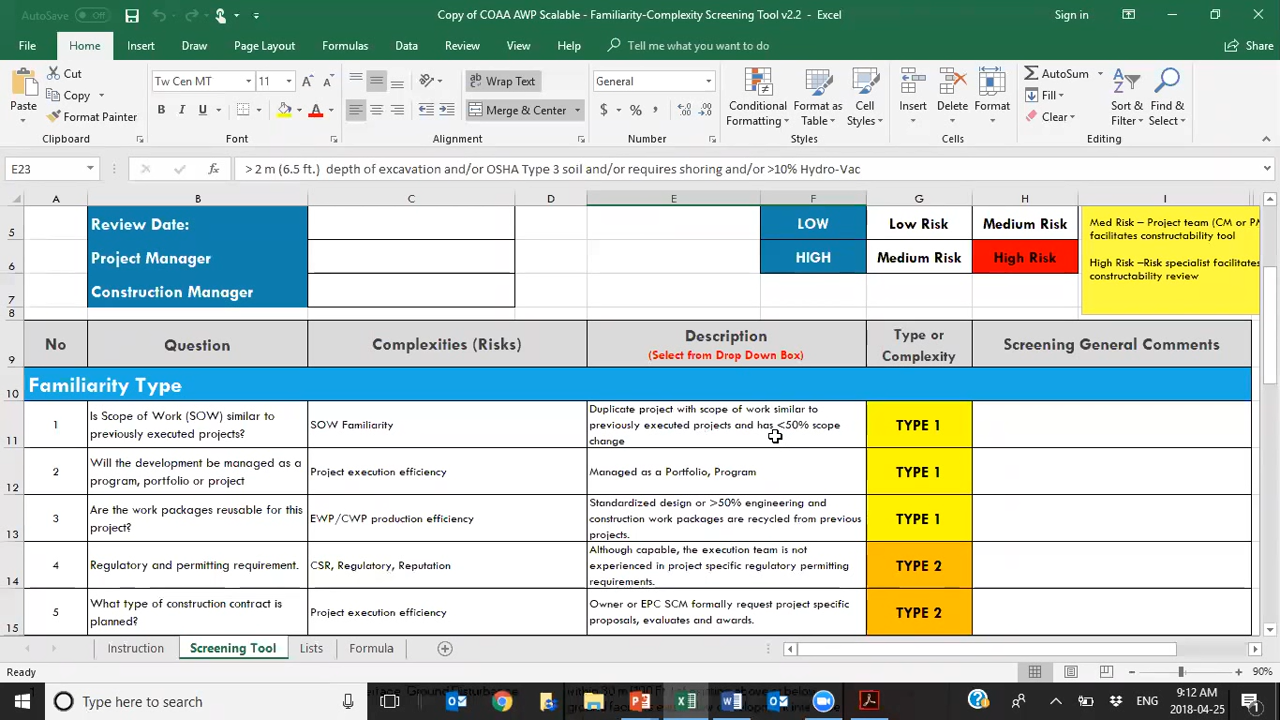 AutoSave
Off
Copy of COAA AWP Scalable - Familiarity-Complexity Screening Tool v2.2 - Excel
Sign in
File
Home
Insert
Draw
Page Layout
Formulas
Data
Review
View
Help
Tell me what you want to do
Share
Paste
Cut
Copy
Format Painter
Clipboard
Tw Cen MT
11
B I U
Font
Wrap Text
Merge & Center
Alignment
General
$ % ,
Number
Conditional
Formatting
Format as
Table
Cell
Styles
Styles
Insert
Delete
Format
Cells
AutoSum
Fill
Clear
Sort &
Filter
Find &
Select
Editing
E23
fx
> 2 m (6.5 ft.) depth of excavation and/or OSHA Type 3 soil and/or requires shoring and/or >10% Hydro-Vac
A B C D E F G H I
5
Review Date:
LOW
Low Risk
Medium Risk
Med Risk – Project team (CM or PM
facilitates constructability tool
6
Project Manager
HIGH
Medium Risk
High Risk
High Risk –Risk specialist facilitates
constructability review
7
Construction Manager
8
9
No
Question
Complexities (Risks)
Description
(Select from Drop Down Box)
Type or
Complexity
Screening General Comments
10
Familiarity Type
11
1
Is Scope of Work (SOW) similar to
previously executed projects?
SOW Familiarity
Duplicate project with scope of work similar to
previously executed projects and has <50% scope
change
TYPE 1
12
2
Will the development be managed as a
program, portfolio or project
Project execution efficiency
Managed as a Portfolio, Program
TYPE 1
13
3
Are the work packages reusable for this
project?
EWP/CWP production efficiency
Standardized design or >50% engineering and
construction work packages are recycled from previous
projects.
TYPE 1
14
4
Regulatory and permitting requirement.
CSR, Regulatory, Reputation
Although capable, the execution team is not
experienced in project specific regulatory permitting
requirements.
TYPE 2
15
5
What type of construction contract is
planned?
Project execution efficiency
Owner or EPC SCM formally request project specific
proposals, evaluates and awards.
TYPE 2
Instruction
Screening Tool
Lists
Formula
Ready
90%
Type here to search
ENG
9:12 AM
2018-04-25